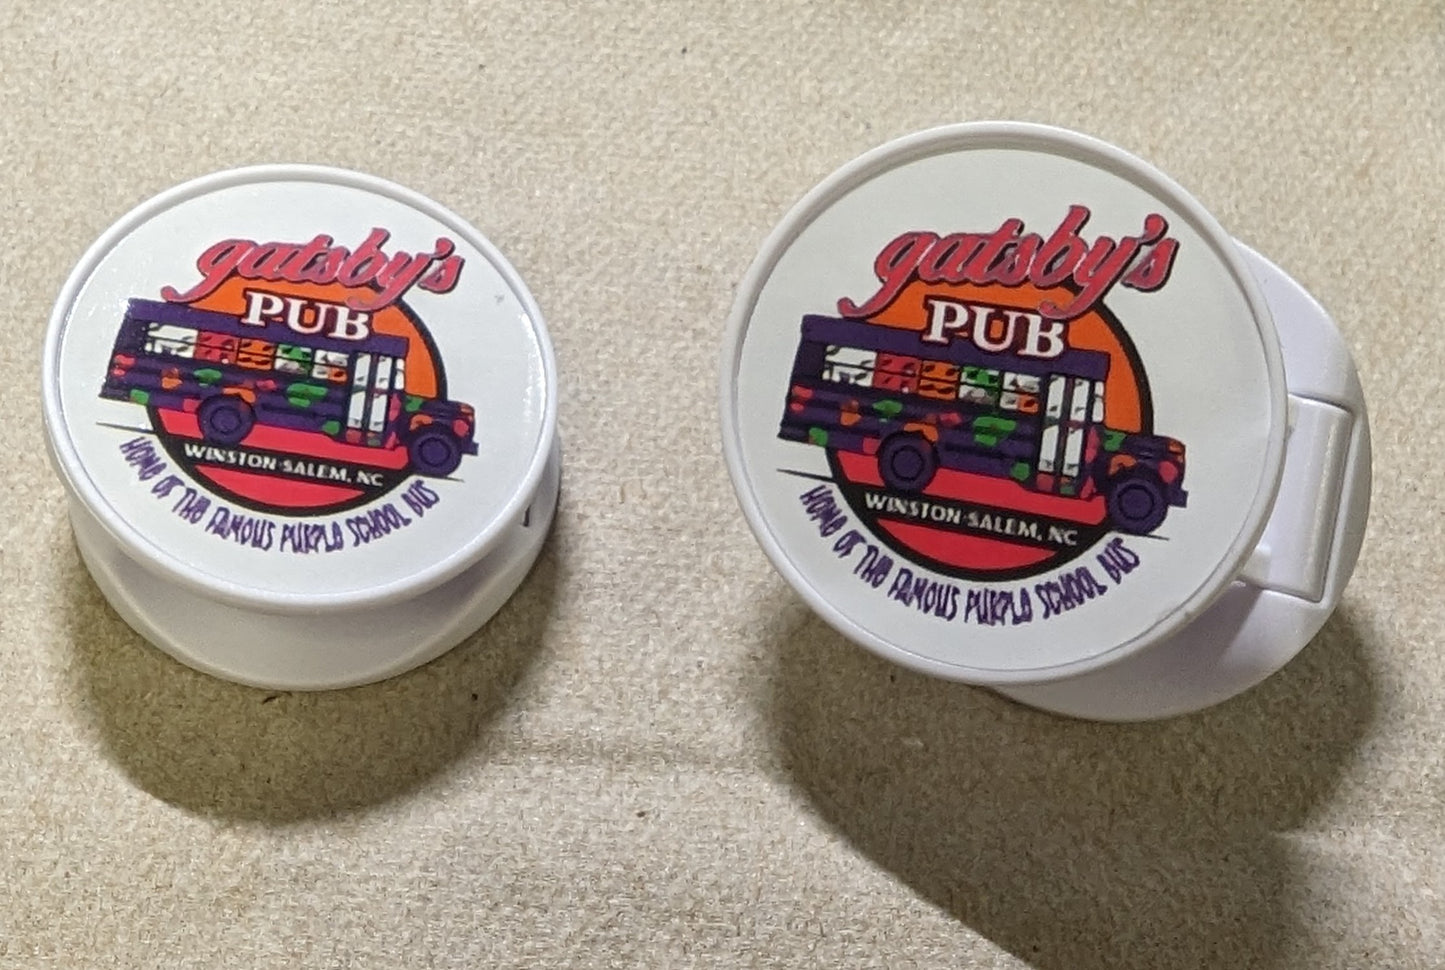 gatsby's
PUB
WINSTON-SALEM, NC
HOME OF THE FAMOUS PURPLE SCHOOL BUS
gatsby's
PUB
WINSTON-SALEM, NC
HOME OF THE FAMOUS PURPLE SCHOOL BUS